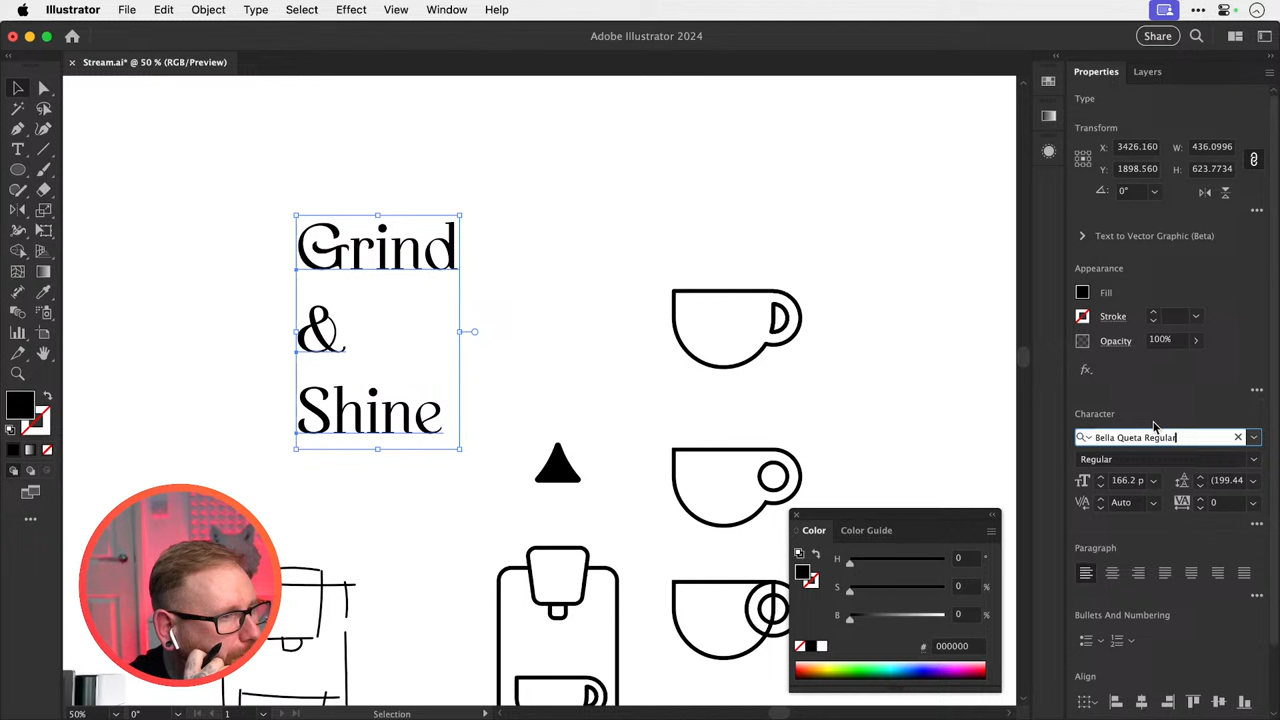 Illustrator File Edit Object Type Select Effect View Window Help
Adobe Illustrator 2024
Share
Stream.ai* @ 50 % (RGB/Preview)
Properties Layers
Type
Transform
X: 3426.160 W: 436.0996
Y: 1898.560 H: 623.7734
0°
Text to Vector Graphic (Beta)
Appearance
Fill
Stroke
Opacity 100%
fx.
Character
Bella Queta Regular
Regular
166.2 p (199.44
Auto 0
Paragraph
Bullets And Numbering
Align
Grind
&
Shine
Color Color Guide
H 0 °
S 0 %
B 0 %
# 000000
50% 0° 1 Selection